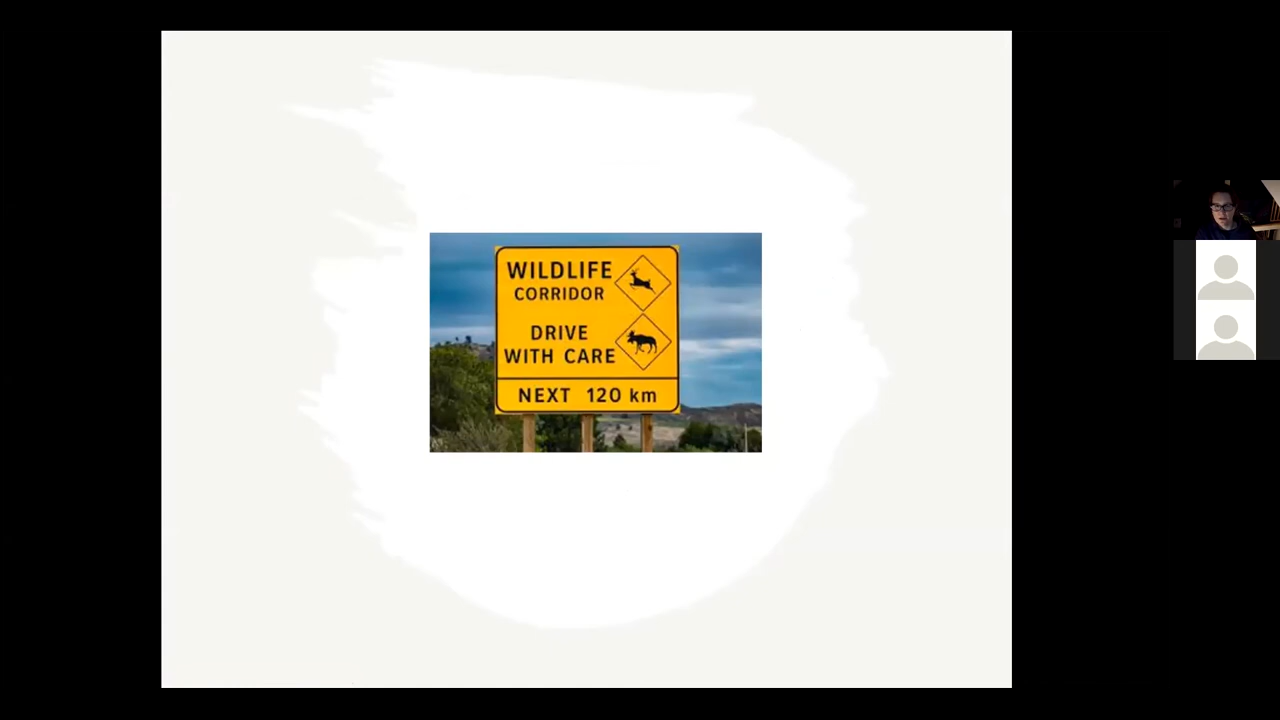 WILDLIFE
CORRIDOR
DRIVE
WITH CARE
NEXT 120 km